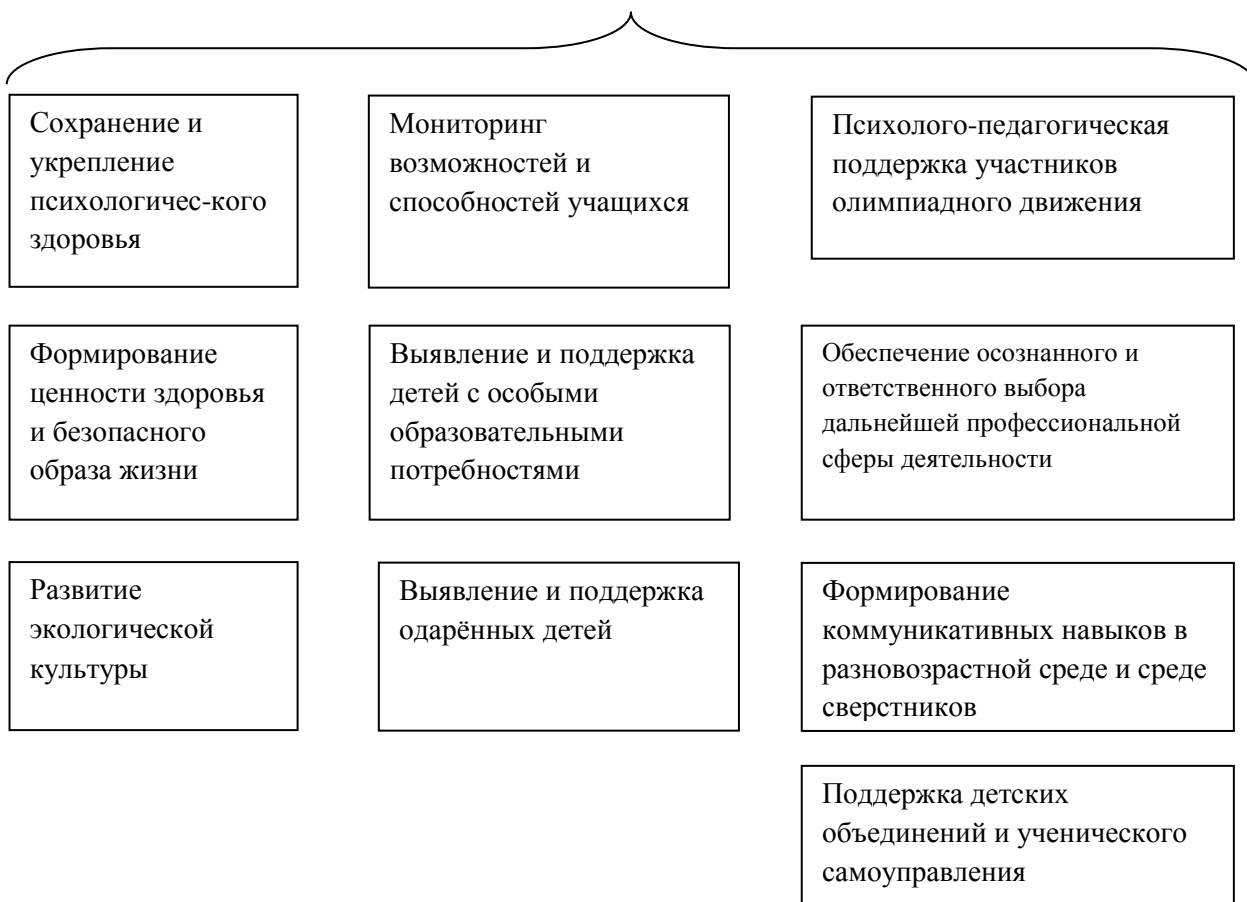 Сохранение и
укрепление
психологичес-кого
здоровья
Мониторинг
возможностей и
способностей учащихся
Психолого-педагогическая
поддержка участников
олимпиадного движения
Формирование
ценности здоровья
и безопасного
образа жизни
Выявление и поддержка
детей с особыми
образовательными
потребностями
Обеспечение осознанного и
ответственного выбора
дальнейшей профессиональной
сферы деятельности
Развитие
экологической
культуры
Выявление и поддержка
одарённых детей
Формирование
коммуникативных навыков в
разновозрастной среде и среде
сверстников
Поддержка детских
объединений и ученического
самоуправления